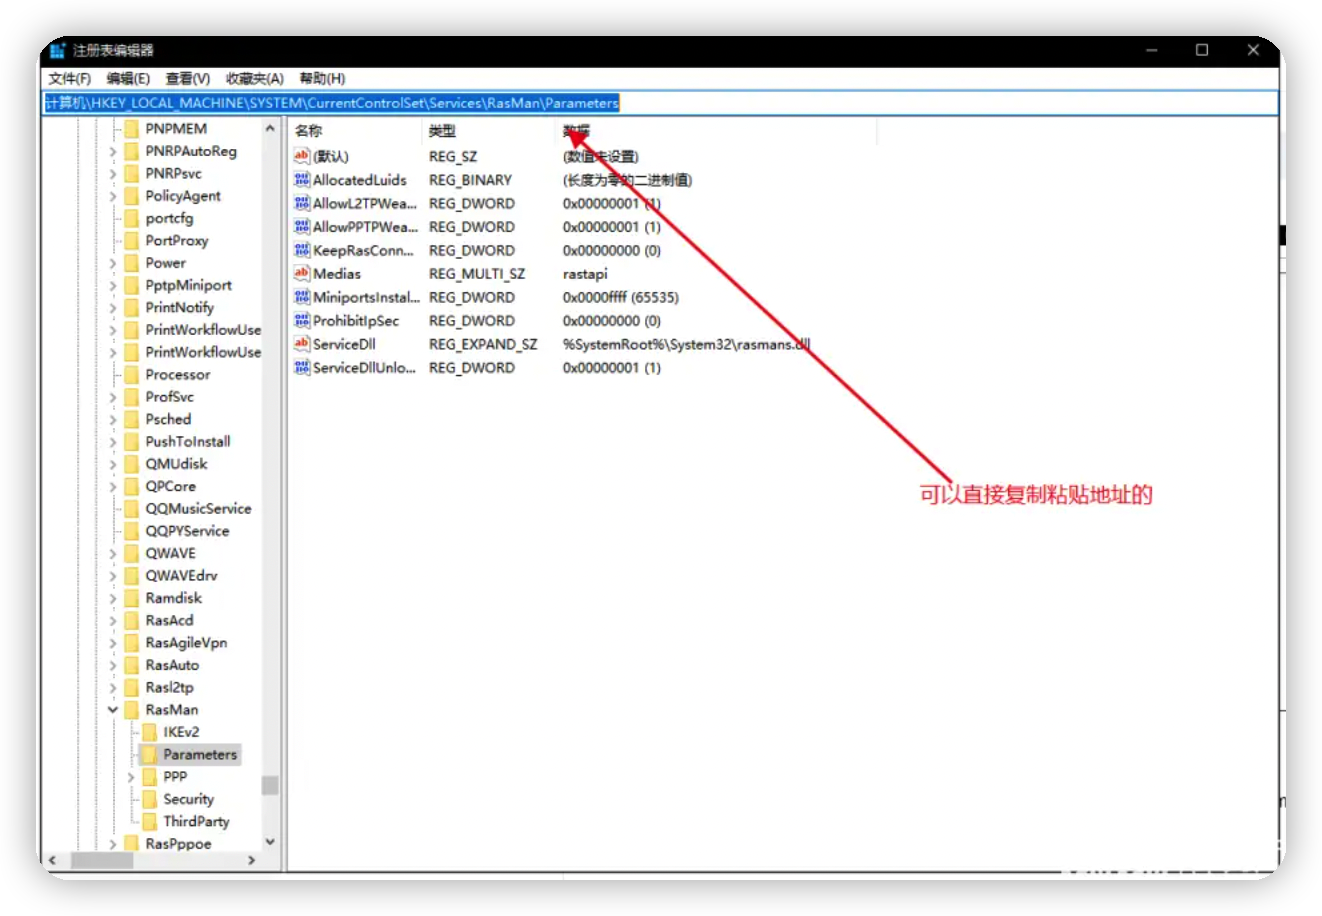 注册表编辑器
文件(F) 编辑(E) 查看(V) 收藏夹(A) 帮助(H)
计算机\HKEY_LOCAL_MACHINE\SYSTEM\CurrentControlSet\Services\RasMan\Parameters
PNPMEM
PNRPAutoReg
PNRPsvc
PolicyAgent
portcfg
PortProxy
Power
PptpMiniport
PrintNotify
PrintWorkflowUse
PrintWorkflowUse
Processor
ProfSvc
Psched
PushToInstall
QMUdisk
QPCore
QQMusicService
QQPYService
QWAVE
QWAVEdrv
Ramdisk
RasAcd
RasAgileVpn
RasAuto
Rasl2tp
RasMan
IKEv2
Parameters
PPP
Security
ThirdParty
RasPppoe
名称 类型 数据
(默认) REG_SZ (数值未设置)
AllocatedLuids REG_BINARY (长度为零的二进制值)
AllowL2TPWea... REG_DWORD 0x00000001 (1)
AllowPPTPWea... REG_DWORD 0x00000001 (1)
KeepRasConn... REG_DWORD 0x00000000 (0)
Medias REG_MULTI_SZ rastapi
MiniportsInstal... REG_DWORD 0x0000ffff (65535)
ProhibitIpSec REG_DWORD 0x00000000 (0)
ServiceDll REG_EXPAND_SZ %SystemRoot%\System32\rasmans.dll
ServiceDllUnlo... REG_DWORD 0x00000001 (1)
可以直接复制粘贴地址的